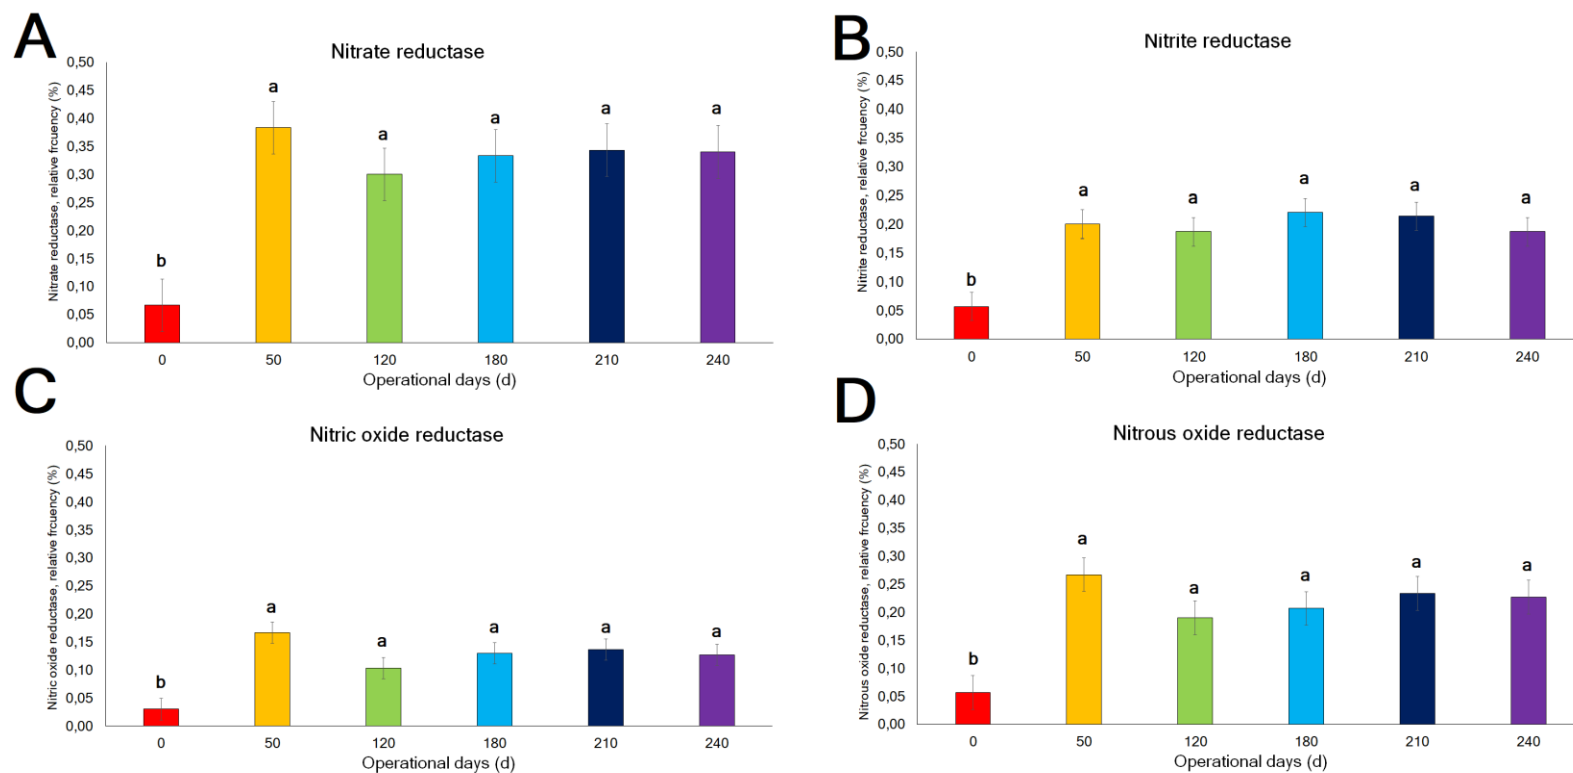 A
Nitrate reductase
Nitrate reductase, relative frcuency (%)
0,50
0,45
0,40
0,35
0,30
0,25
0,20
0,15
0,10
0,05
0,00
b
a
a
a
a
a
0 50 120 180 210 240
Operational days (d)
B
Nitrite reductase
Nitrite reductase, relative frcuency (%)
0,50
0,45
0,40
0,35
0,30
0,25
0,20
0,15
0,10
0,05
0,00
b
a
a
a
a
a
0 50 120 180 210 240
Operational days (d)
C
Nitric oxide reductase
Nitric oxide reductase, relative frcuency (%)
0,50
0,45
0,40
0,35
0,30
0,25
0,20
0,15
0,10
0,05
0,00
b
a
a
a
a
a
0 50 120 180 210 240
Operational days (d)
D
Nitrous oxide reductase
Nitrous oxide reductase, relative frcuency (%)
0,50
0,45
0,40
0,35
0,30
0,25
0,20
0,15
0,10
0,05
0,00
b
a
a
a
a
a
0 50 120 180 210 240
Operational days (d)